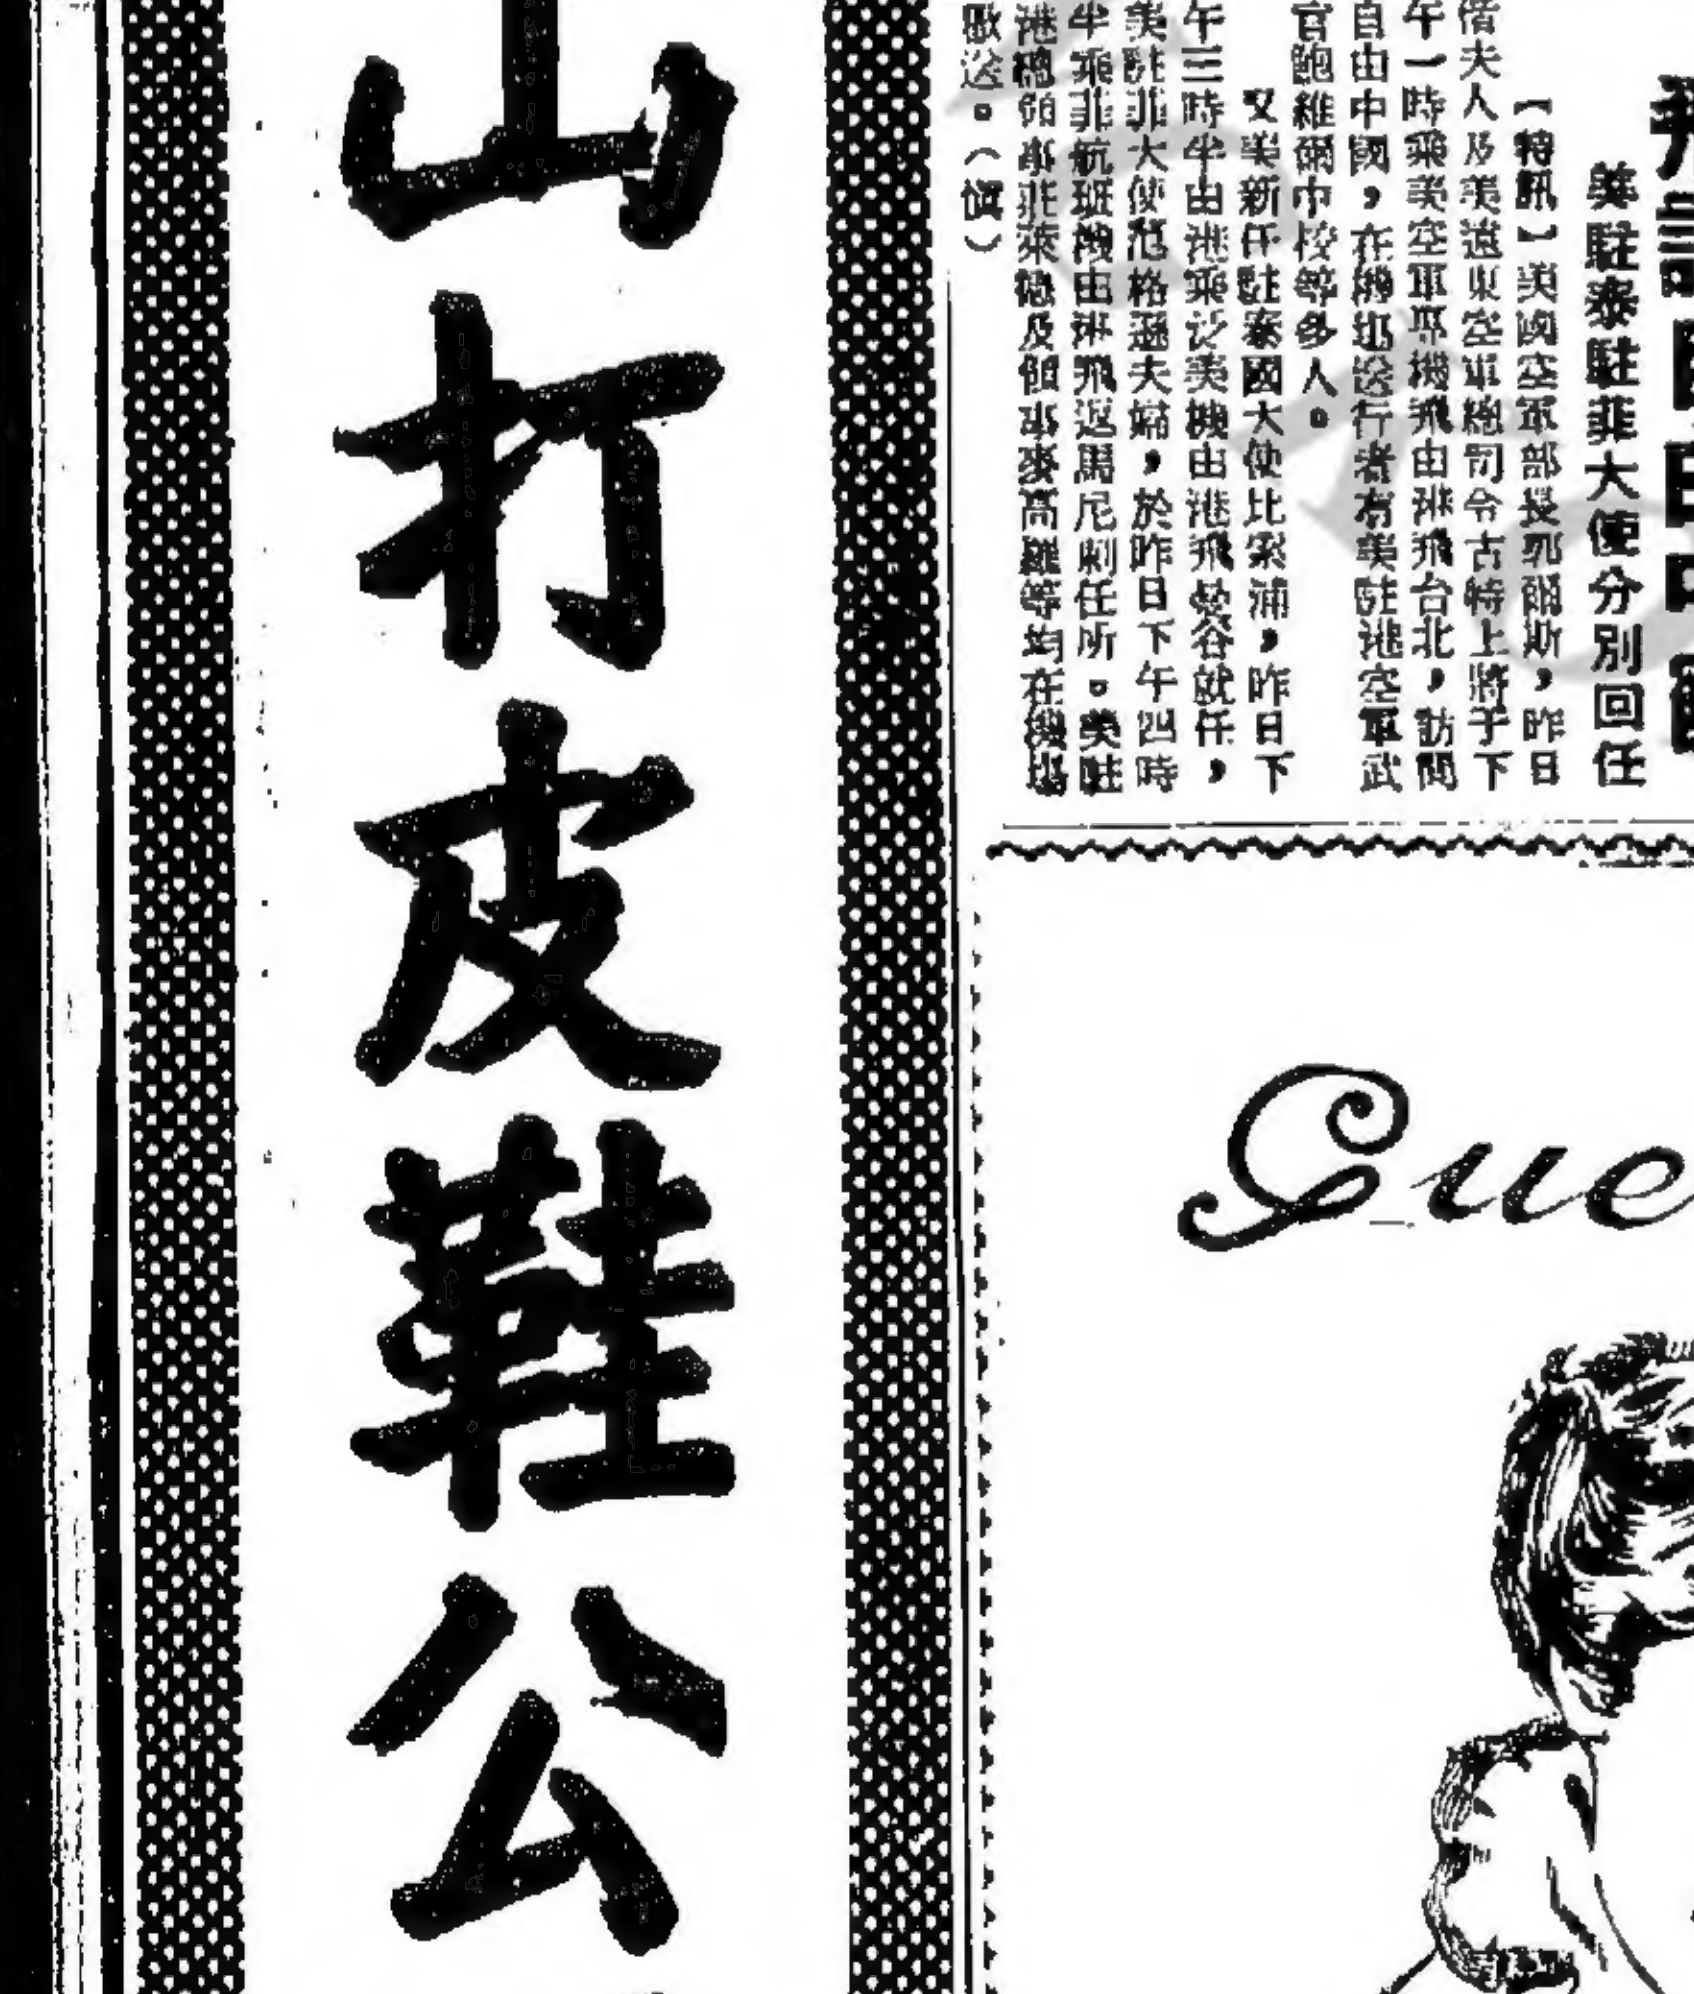 美駐泰駐菲大使分別回任
【特訊】美國空軍部長郭爾斯，昨日
偕夫人及美遠東空軍總司令古特上將于下
午一時乘美空軍專機飛由港飛台北，訪問
自由中國，在機場送行者有美駐港空軍武
官鮑維爾中校等多人。
又美新任駐泰國大使比索浦，昨日下
午三時半由港乘泛美機由港飛曼谷就任，
美駐菲大使范格遜夫婦，於昨日下午四時
半乘菲航班機由港飛返馬尼剌任所。美駐
港總領事莊萊德及領事麥高羅等均在機場
歡送。（慎）
山打皮鞋公
Gue